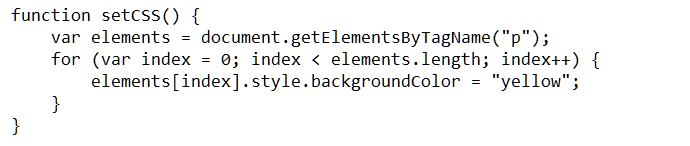 function setCSS() {
    var elements = document.getElementsByTagName("p");
    for (var index = 0; index < elements.length; index++) {
        elements[index].style.backgroundColor = "yellow";
    }
}